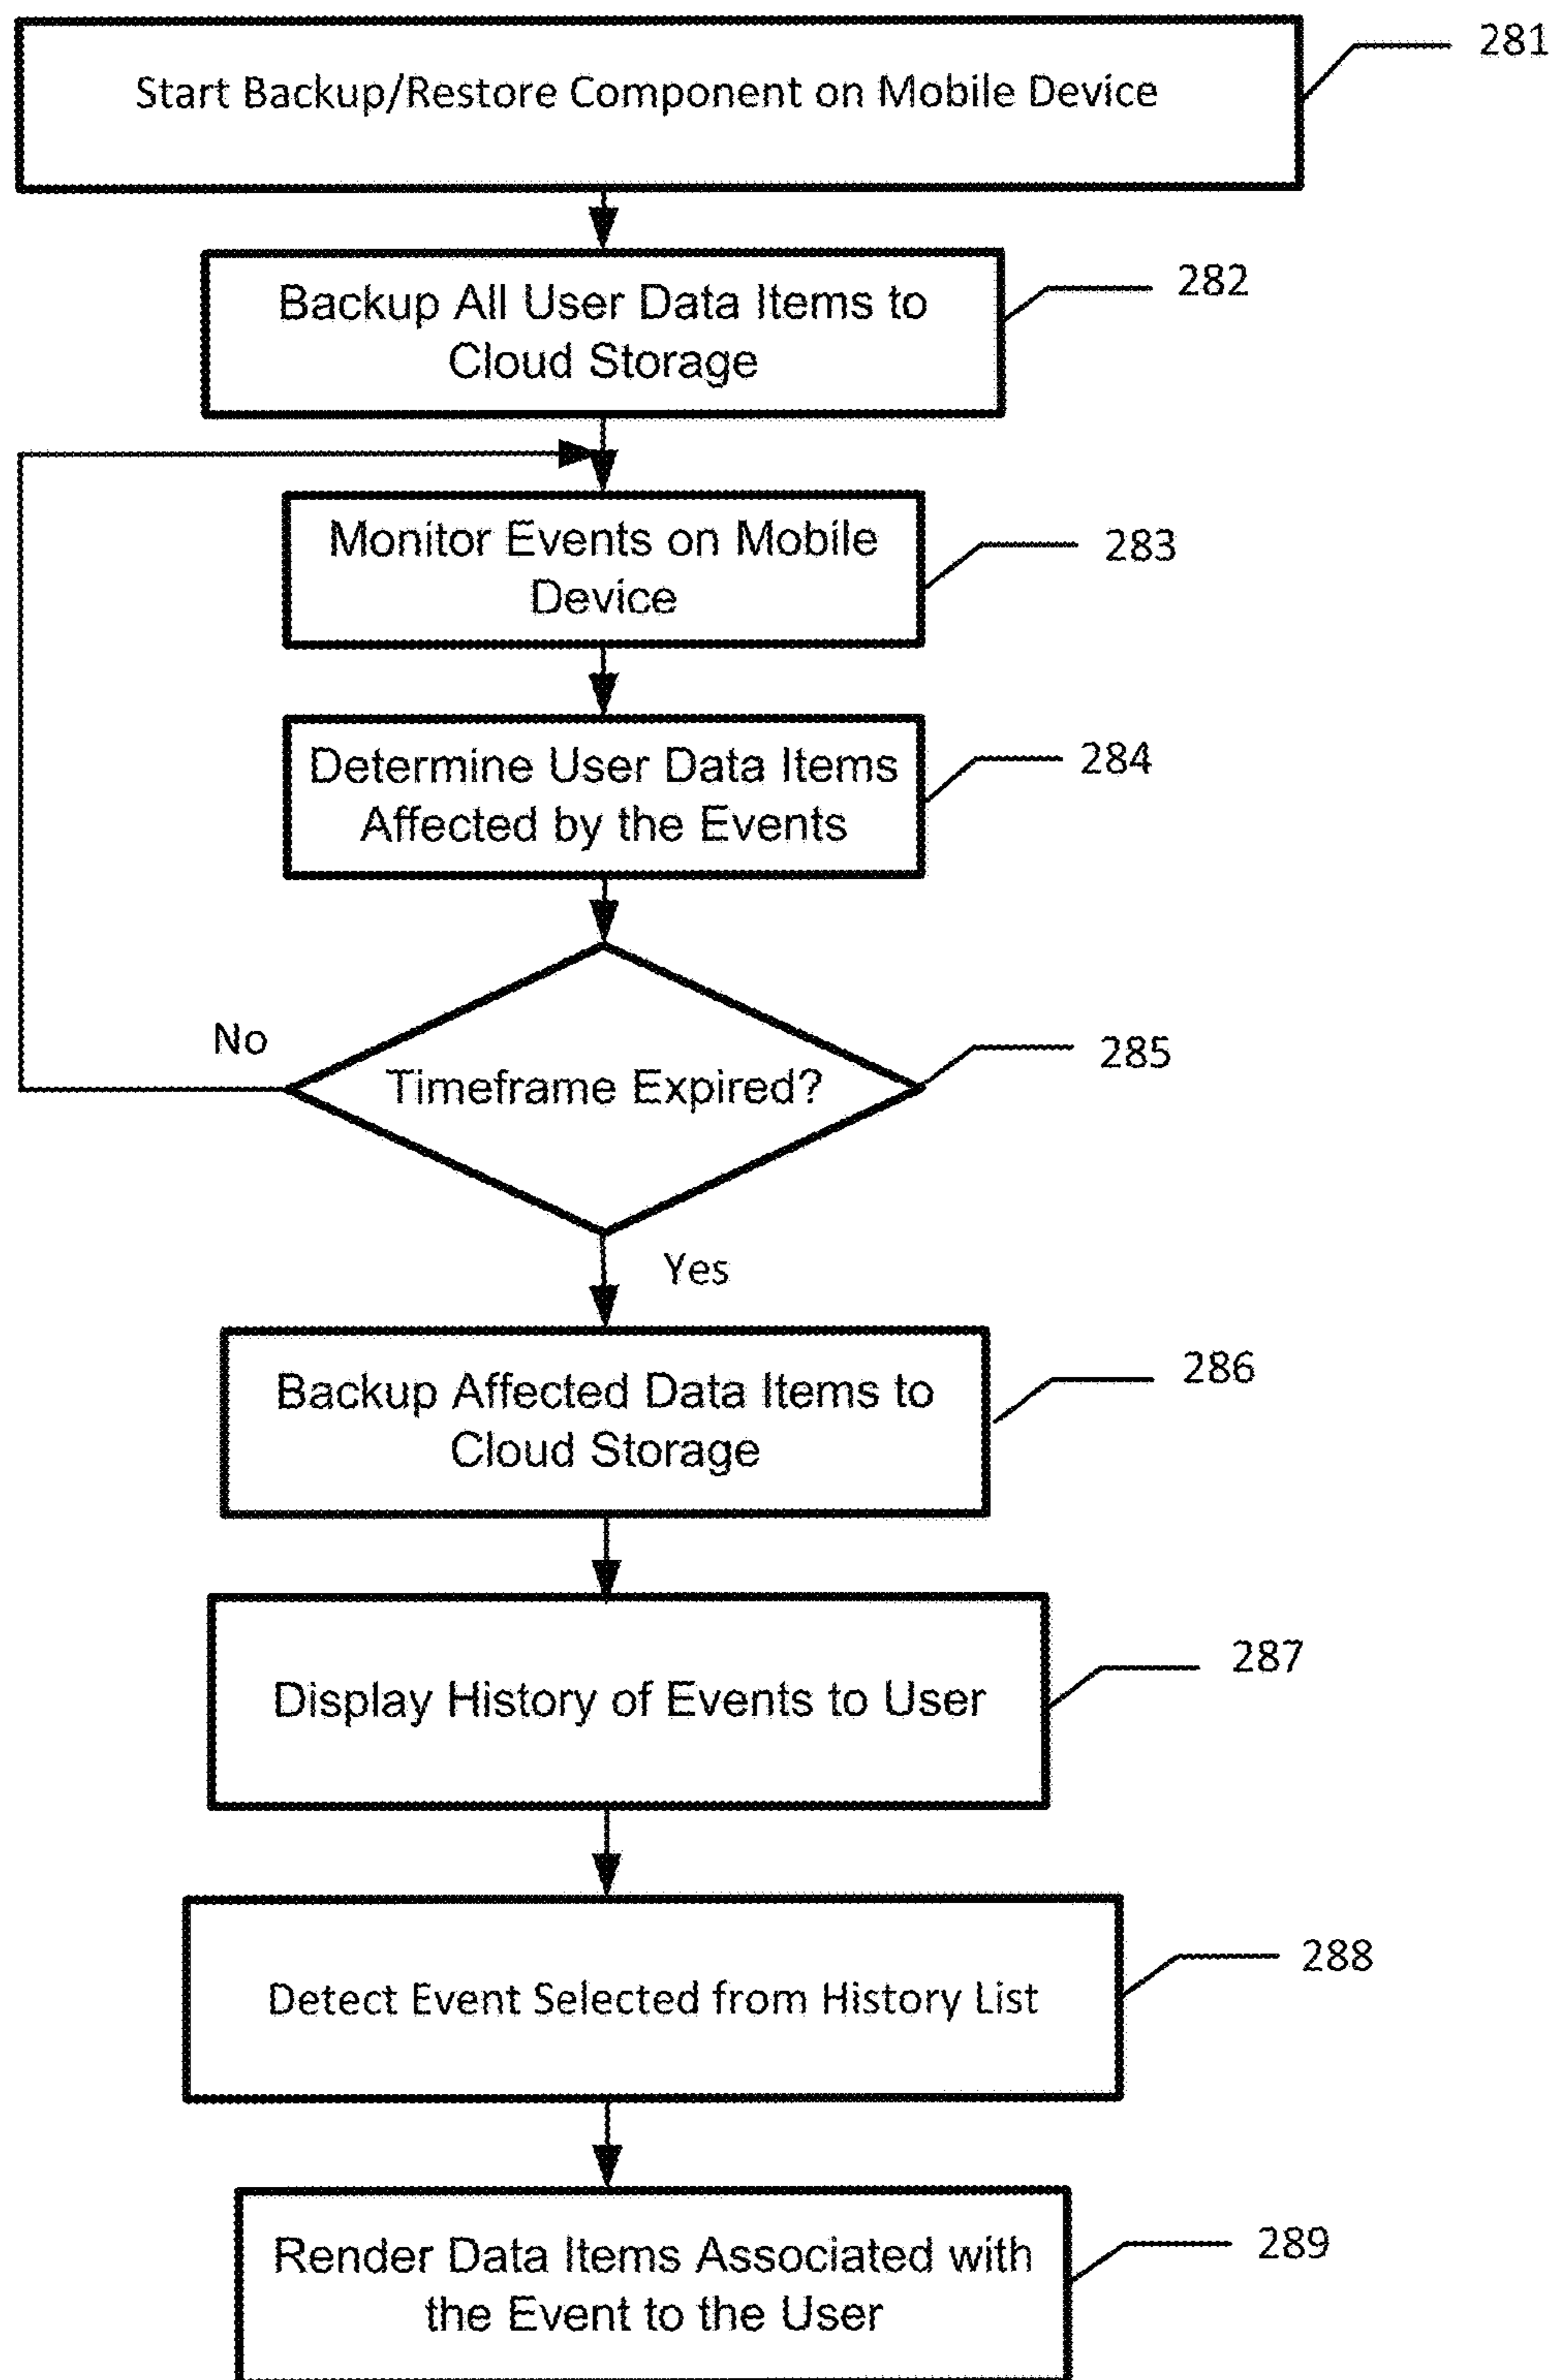 281
Start Backup/Restore Component on Mobile Device
282
Backup All User Data Items to
Cloud Storage
283
Monitor Events on Mobile
Device
284
Determine User Data Items
Affected by the Events
No
285
Timeframe Expired?
Yes
286
Backup Affected Data Items to
Cloud Storage
287
Display History of Events to User
288
Detect Event Selected from History List
289
Render Data Items Associated with
the Event to the User